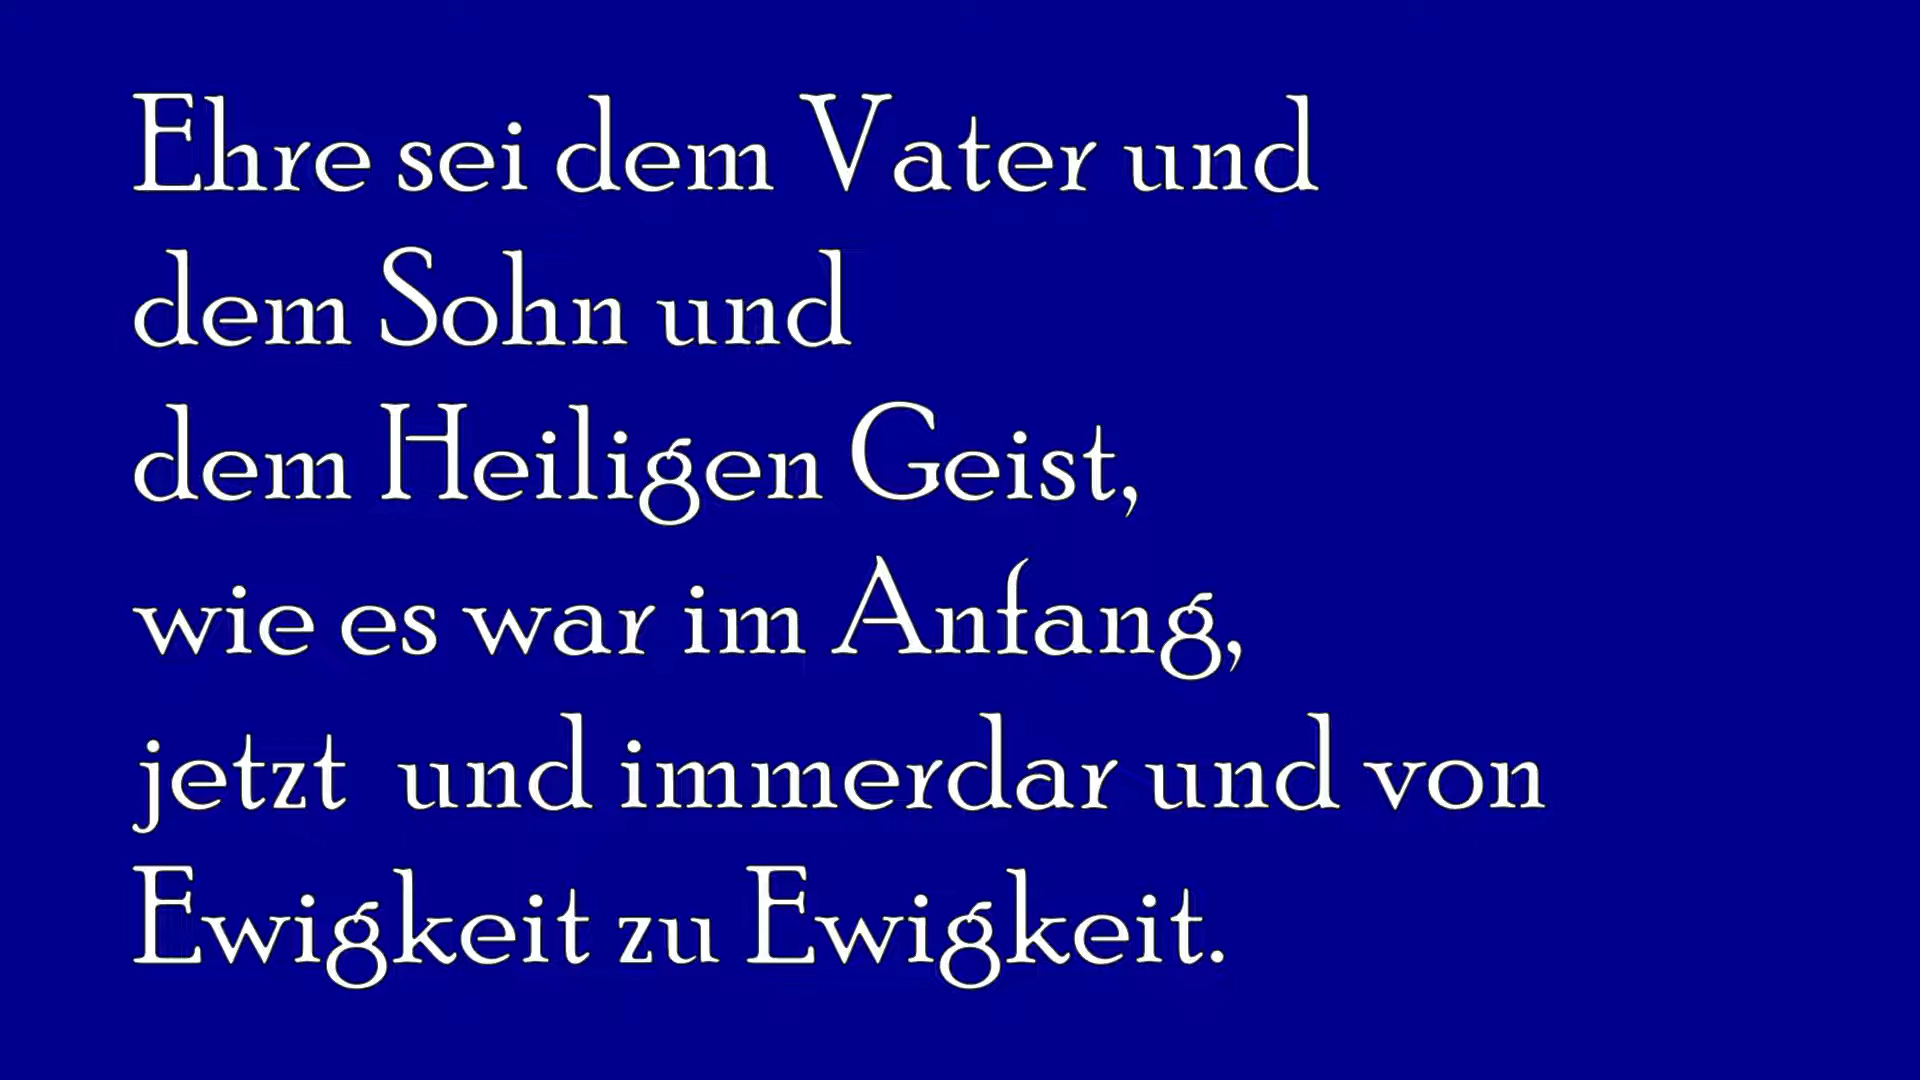 Ehre sei dem Vater und
dem Sohn und
dem Heiligen Geist,
wie es war im Anfang,
jetzt  und immerdar und von
Ewigkeit zu Ewigkeit.